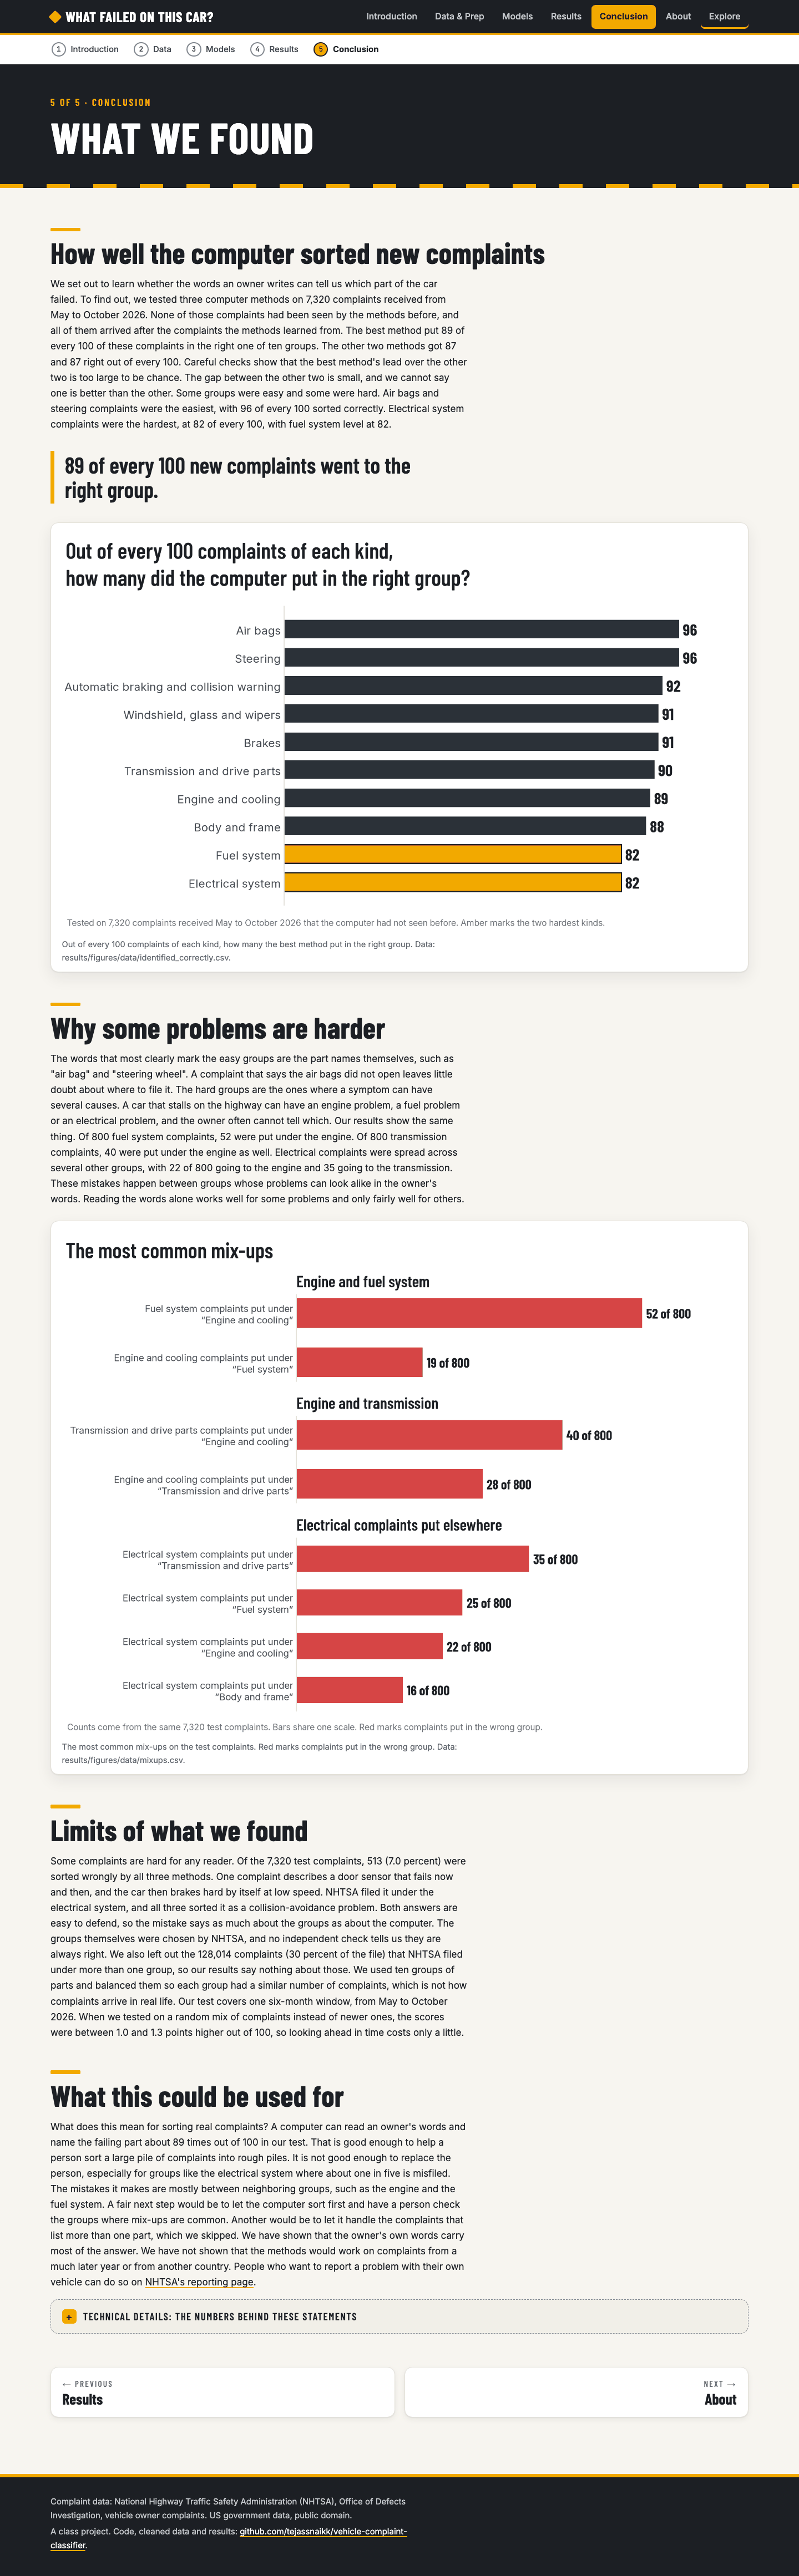 WHAT FAILED ON THIS CAR?
Introduction
Data & Prep
Models
Results
Conclusion
About
Explore
1 Introduction
2 Data
3 Models
4 Results
5 Conclusion
5 OF 5 · CONCLUSION
WHAT WE FOUND
How well the computer sorted new complaints
We set out to learn whether the words an owner writes can tell us which part of the car
failed. To find out, we tested three computer methods on 7,320 complaints received from
May to October 2026. None of those complaints had been seen by the methods before, and
all of them arrived after the complaints the methods learned from. The best method put 89 of
every 100 of these complaints in the right one of ten groups. The other two methods got 87
and 87 right out of every 100. Careful checks show that the best method's lead over the other
two is too large to be chance. The gap between the other two is small, and we cannot say
one is better than the other. Some groups were easy and some were hard. Air bags and
steering complaints were the easiest, with 96 of every 100 sorted correctly. Electrical system
complaints were the hardest, at 82 of every 100, with fuel system level at 82.
89 of every 100 new complaints went to the
right group.
Out of every 100 complaints of each kind,
how many did the computer put in the right group?
Air bags 96
Steering 96
Automatic braking and collision warning 92
Windshield, glass and wipers 91
Brakes 91
Transmission and drive parts 90
Engine and cooling 89
Body and frame 88
Fuel system 82
Electrical system 82
Tested on 7,320 complaints received May to October 2026 that the computer had not seen before. Amber marks the two hardest kinds.
Out of every 100 complaints of each kind, how many the best method put in the right group. Data:
results/figures/data/identified_correctly.csv.
Why some problems are harder
The words that most clearly mark the easy groups are the part names themselves, such as
"air bag" and "steering wheel". A complaint that says the air bags did not open leaves little
doubt about where to file it. The hard groups are the ones where a symptom can have
several causes. A car that stalls on the highway can have an engine problem, a fuel problem
or an electrical problem, and the owner often cannot tell which. Our results show the same
thing. Of 800 fuel system complaints, 52 were put under the engine. Of 800 transmission
complaints, 40 were put under the engine as well. Electrical complaints were spread across
several other groups, with 22 of 800 going to the engine and 35 going to the transmission.
These mistakes happen between groups whose problems can look alike in the owner's
words. Reading the words alone works well for some problems and only fairly well for others.
The most common mix-ups
Engine and fuel system
Fuel system complaints put under
“Engine and cooling”
52 of 800
Engine and cooling complaints put under
“Fuel system”
19 of 800
Engine and transmission
Transmission and drive parts complaints put under
“Engine and cooling”
40 of 800
Engine and cooling complaints put under
“Transmission and drive parts”
28 of 800
Electrical complaints put elsewhere
Electrical system complaints put under
“Transmission and drive parts”
35 of 800
Electrical system complaints put under
“Fuel system”
25 of 800
Electrical system complaints put under
“Engine and cooling”
22 of 800
Electrical system complaints put under
“Body and frame”
16 of 800
Counts come from the same 7,320 test complaints. Bars share one scale. Red marks complaints put in the wrong group.
The most common mix-ups on the test complaints. Red marks complaints put in the wrong group. Data:
results/figures/data/mixups.csv.
Limits of what we found
Some complaints are hard for any reader. Of the 7,320 test complaints, 513 (7.0 percent) were
sorted wrongly by all three methods. One complaint describes a door sensor that fails now
and then, and the car then brakes hard by itself at low speed. NHTSA filed it under the
electrical system, and all three sorted it as a collision-avoidance problem. Both answers are
easy to defend, so the mistake says as much about the groups as about the computer. The
groups themselves were chosen by NHTSA, and no independent check tells us they are
always right. We also left out the 128,014 complaints (30 percent of the file) that NHTSA filed
under more than one group, so our results say nothing about those. We used ten groups of
parts and balanced them so each group had a similar number of complaints, which is not how
complaints arrive in real life. Our test covers one six-month window, from May to October
2026. When we tested on a random mix of complaints instead of newer ones, the scores
were between 1.0 and 1.3 points higher out of 100, so looking ahead in time costs only a little.
What this could be used for
What does this mean for sorting real complaints? A computer can read an owner's words and
name the failing part about 89 times out of 100 in our test. That is good enough to help a
person sort a large pile of complaints into rough piles. It is not good enough to replace the
person, especially for groups like the electrical system where about one in five is misfiled.
The mistakes it makes are mostly between neighboring groups, such as the engine and the
fuel system. A fair next step would be to let the computer sort first and have a person check
the groups where mix-ups are common. Another would be to let it handle the complaints that
list more than one part, which we skipped. We have shown that the owner's own words carry
most of the answer. We have not shown that the methods would work on complaints from a
much later year or from another country. People who want to report a problem with their own
vehicle can do so on NHTSA's reporting page.
+ TECHNICAL DETAILS: THE NUMBERS BEHIND THESE STATEMENTS
← PREVIOUS
Results
NEXT →
About
Complaint data: National Highway Traffic Safety Administration (NHTSA), Office of Defects
Investigation, vehicle owner complaints. US government data, public domain.
A class project. Code, cleaned data and results: github.com/tejassnaikk/vehicle-complaint-
classifier.